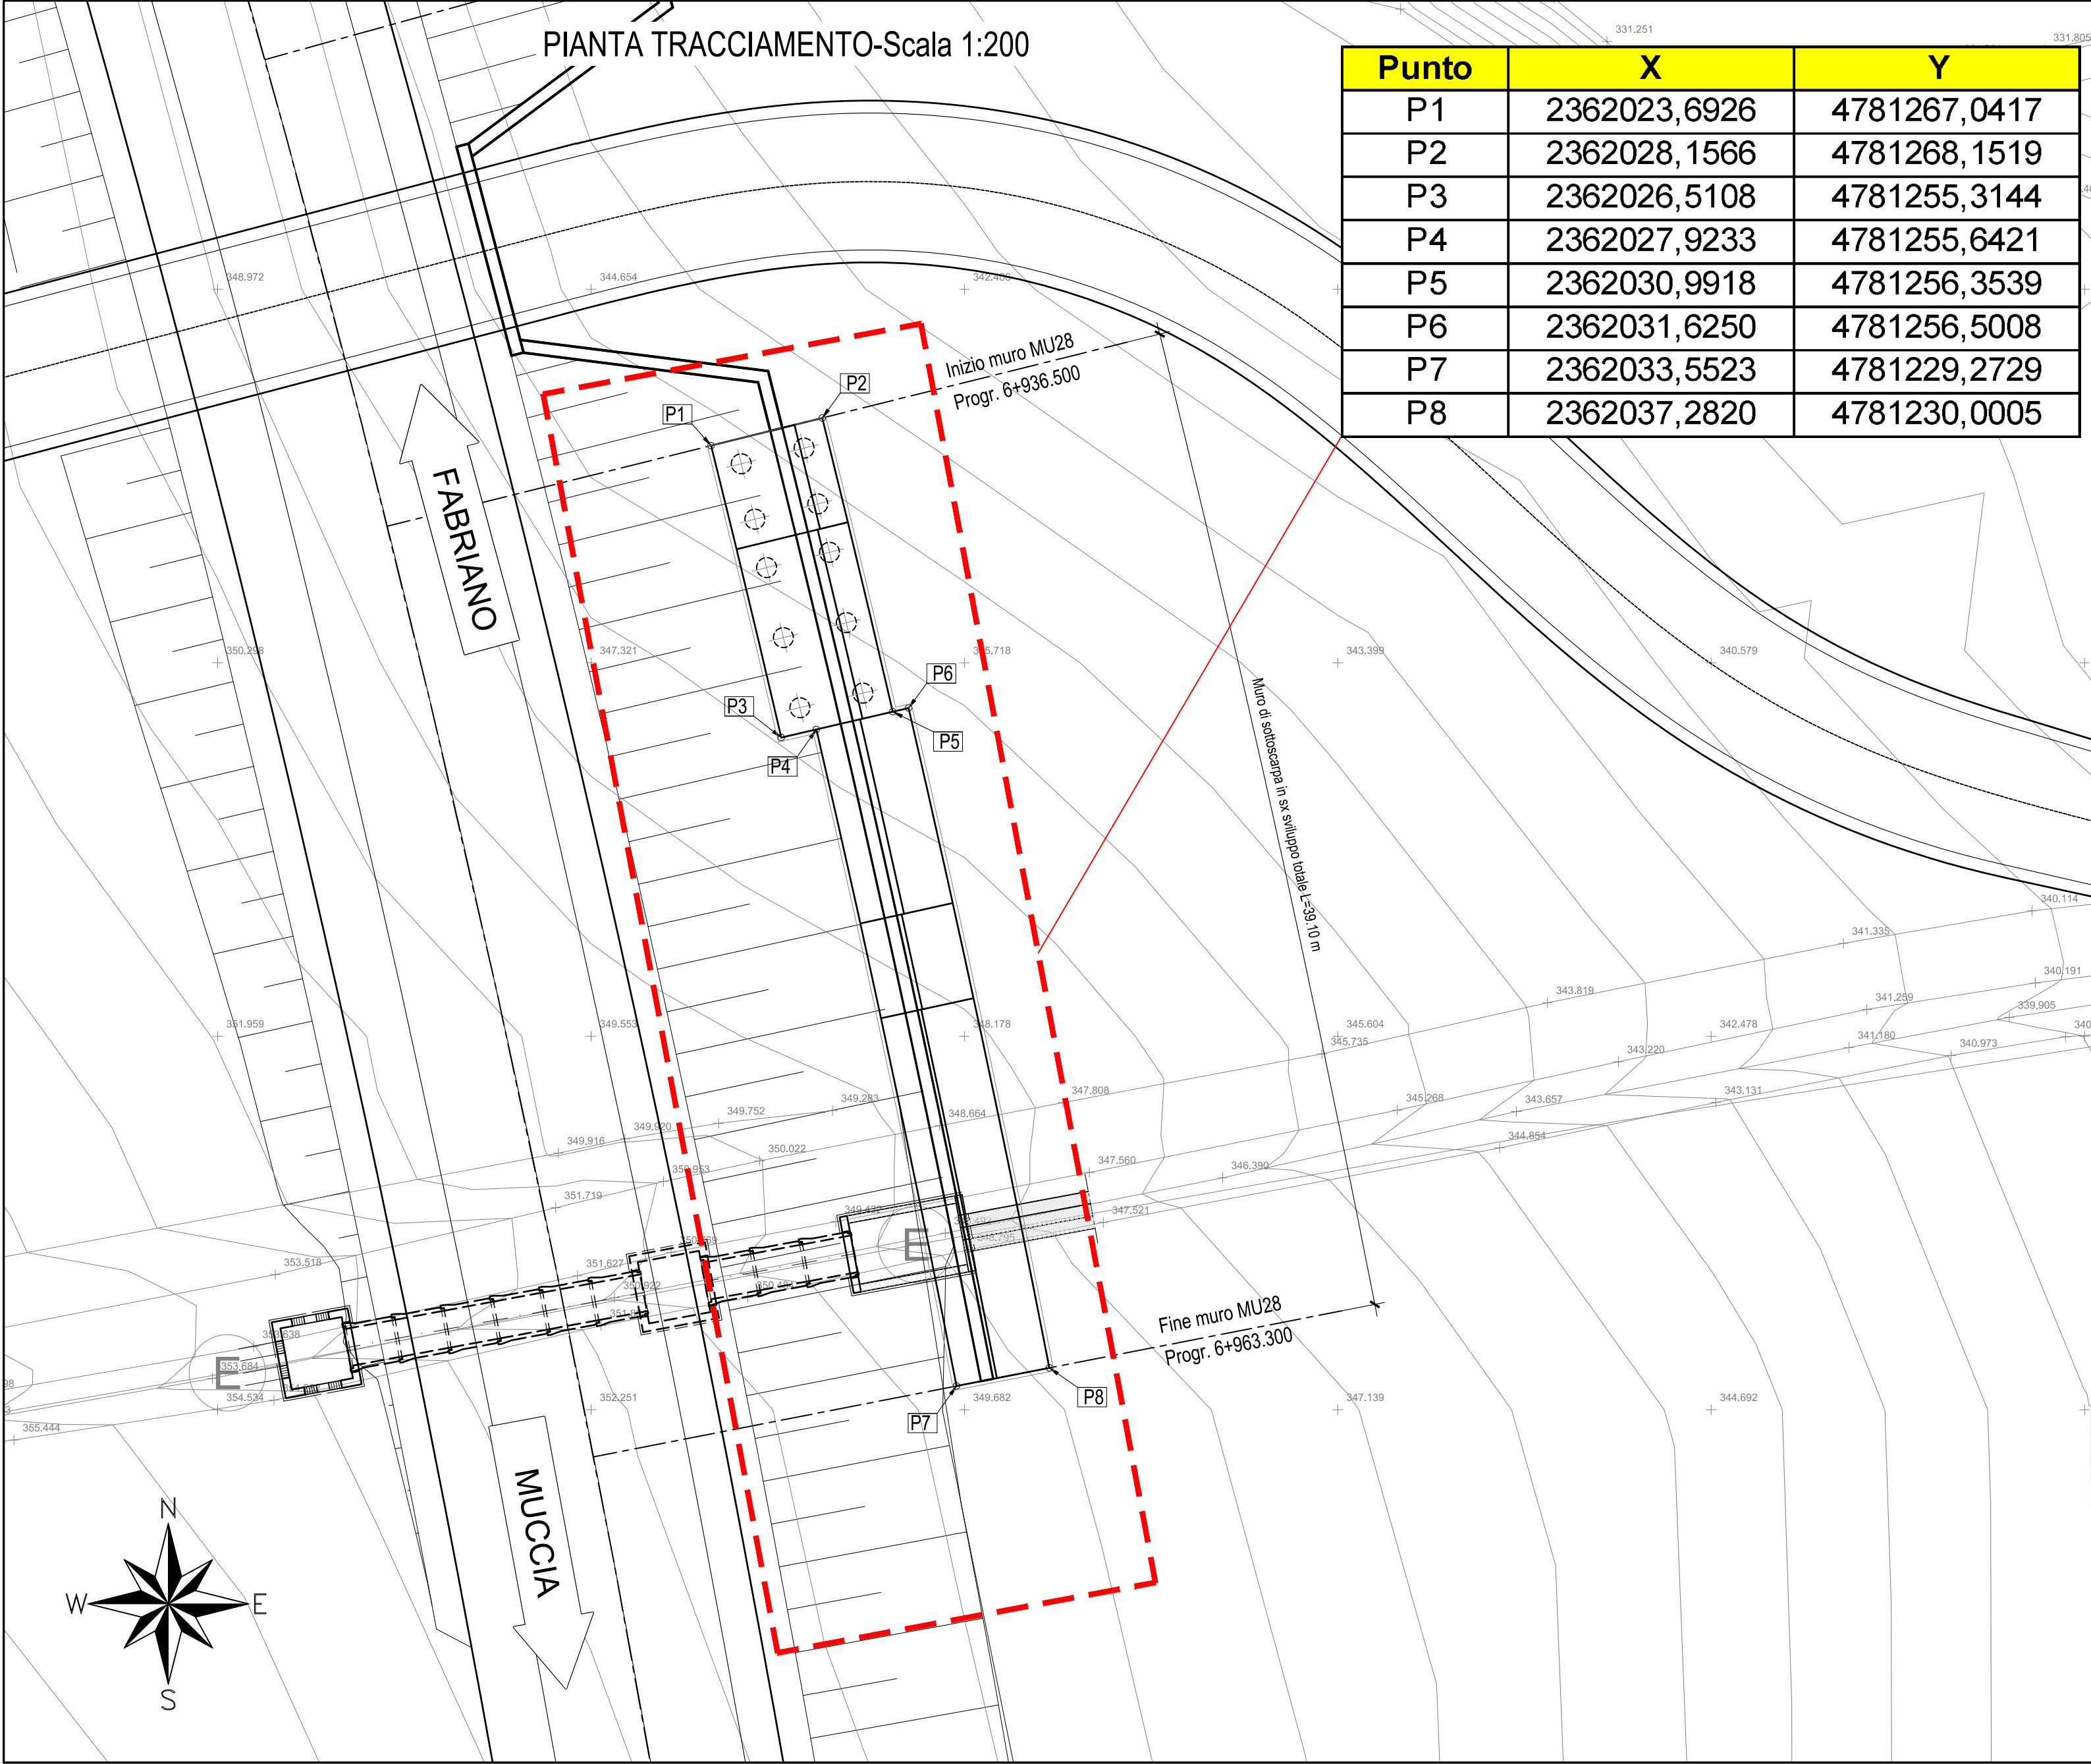 PIANTA TRACCIAMENTO-Scala 1:200
Punto X Y
P1 2362023,6926 4781267,0417
P2 2362028,1566 4781268,1519
P3 2362026,5108 4781255,3144
P4 2362027,9233 4781255,6421
P5 2362030,9918 4781256,3539
P6 2362031,6250 4781256,5008
P7 2362033,5523 4781229,2729
P8 2362037,2820 4781230,0005
331.251
331.805
348.972
344.654
Inizio muro MU28
Progr. 6+936.500
P1
P2
FABRIANO
347.321
343.399
340.579
P3
P4
P5
P6
Muro di sottoscarpa in sx sviluppo totale L=39.10 m
340.114
341.335
340.191
343.819
341.259
339.905
351.959
349.553
348.178
345.604
345.735
342.478
343.220
341.180
340.973
347.808
349.283
349.752
349.920
349.916
348.664
345.268
343.657
343.131
344.854
350.022
347.560
346.390
351.719
349.432
347.521
E
353.518
351.627
350.922
353.638
353.684
E
354.534
352.251
355.444
Fine muro MU28
Progr. 6+963.300
P7
P8
349.682
347.139
344.692
MUCCIA
N
W
E
S